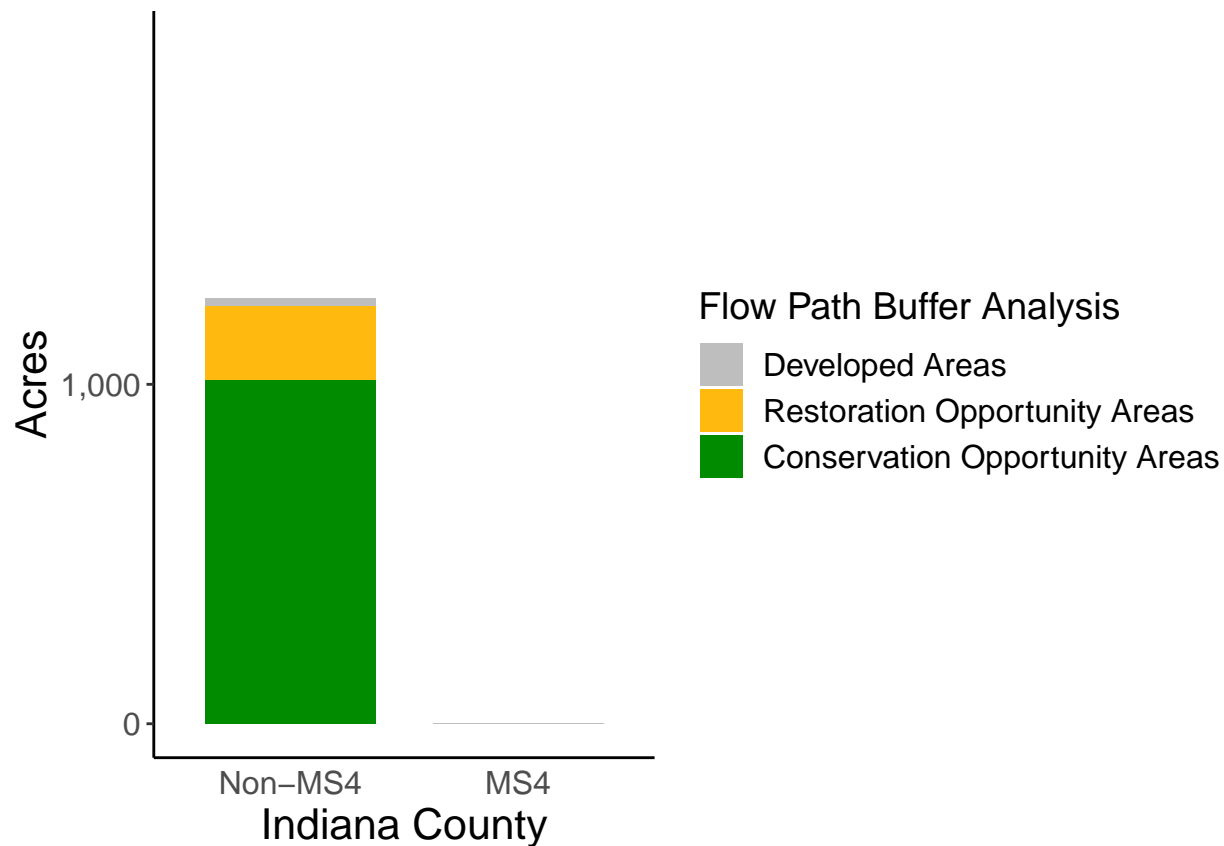 Acres
1,000
0
Non−MS4
MS4
Indiana County
Flow Path Buffer Analysis
Developed Areas
Restoration Opportunity Areas
Conservation Opportunity Areas